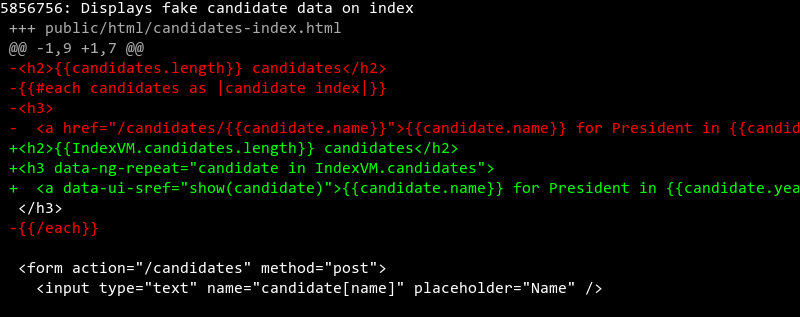 5856756: Displays fake candidate data on index
+++ public/html/candidates-index.html
@@ -1,9 +1,7 @@
-<h2>{{candidates.length}} candidates</h2>
-{{#each candidates as |candidate index|}}
-<h3>
-  <a href="/candidates/{{candidate.name}}">{{candidate.name}} for President in {{candid
+<h2>{{IndexVM.candidates.length}} candidates</h2>
+<h3 data-ng-repeat="candidate in IndexVM.candidates">
+  <a data-ui-sref="show(candidate)">{{candidate.name}} for President in {{candidate.yea
 </h3>
-{{/each}}
 <form action="/candidates" method="post">
   <input type="text" name="candidate[name]" placeholder="Name" />